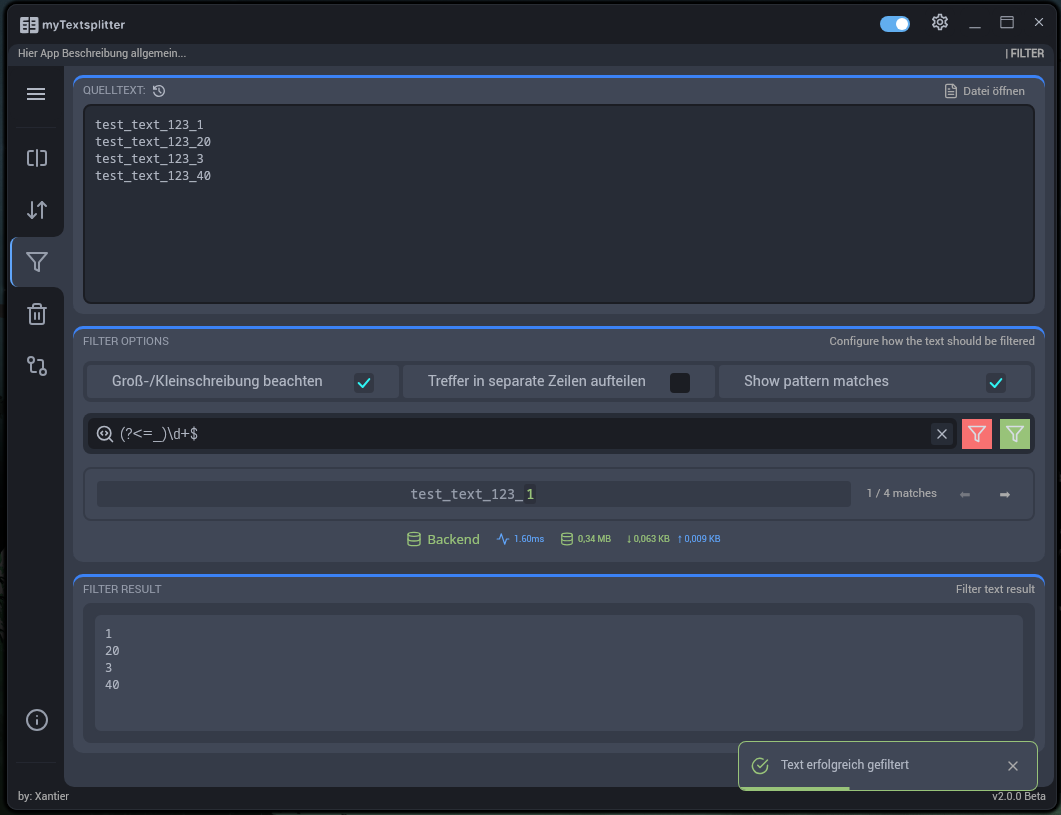 myTextsplitter
Hier App Beschreibung allgemein...
| FILTER
QUELLTEXT:
Datei öffnen
test_text_123_1
test_text_123_20
test_text_123_3
test_text_123_40
FILTER OPTIONS
Configure how the text should be filtered
Groß-/Kleinschreibung beachten
Treffer in separate Zeilen aufteilen
Show pattern matches
(?<=_)\d+$
test_text_123_1
1 / 4 matches
Backend
1.60ms
0,34 MB
↓ 0,063 KB
↑ 0,009 KB
FILTER RESULT
Filter text result
1
20
3
40
Text erfolgreich gefiltert
by: Xantier
v2.0.0 Beta